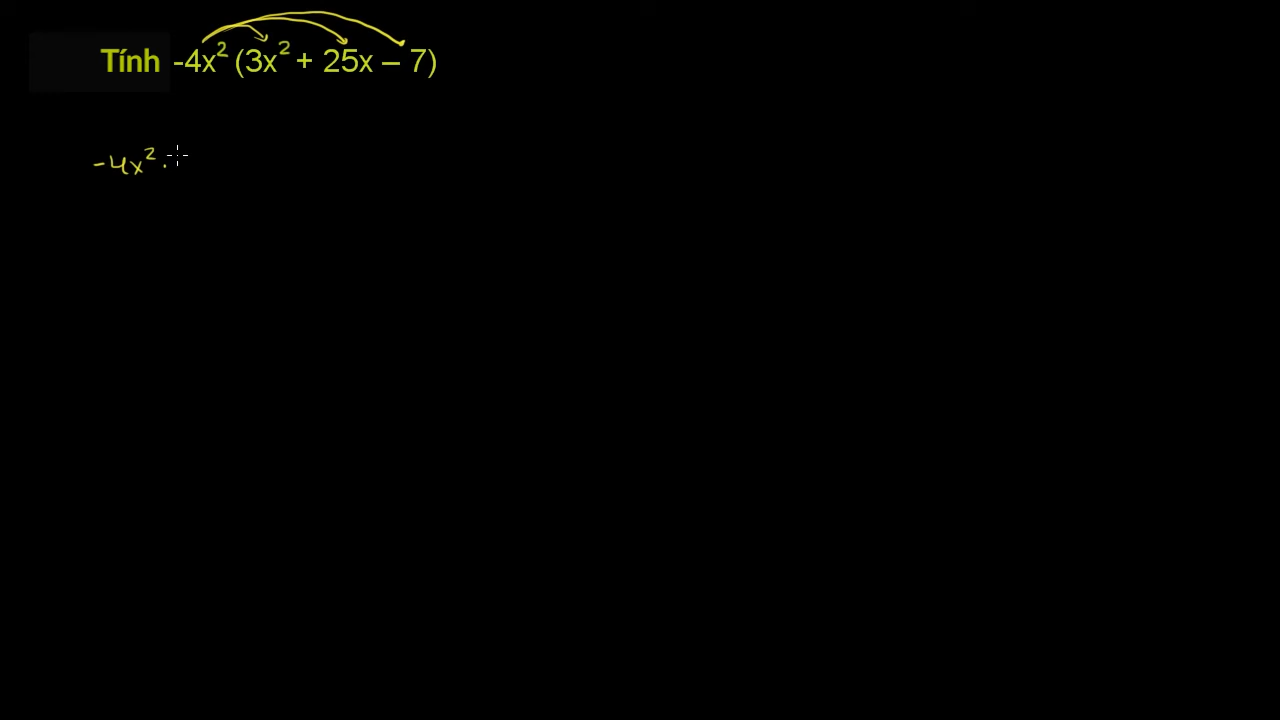 Tính -4x² (3x² + 25x – 7)
-4x² ·